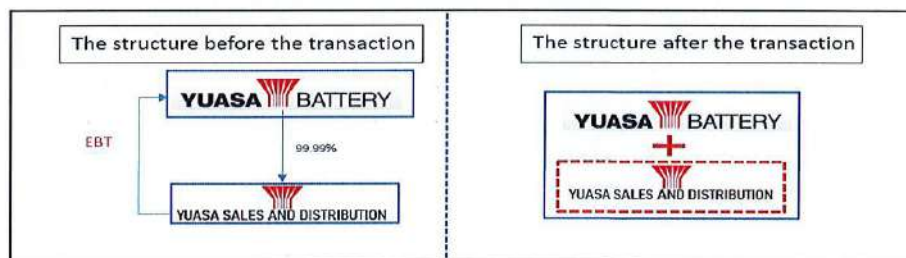 The structure before the transaction
YUASA BATTERY
EBT
99.99%
YUASA SALES AND DISTRIBUTION
The structure after the transaction
YUASA BATTERY
+
YUASA SALES AND DISTRIBUTION